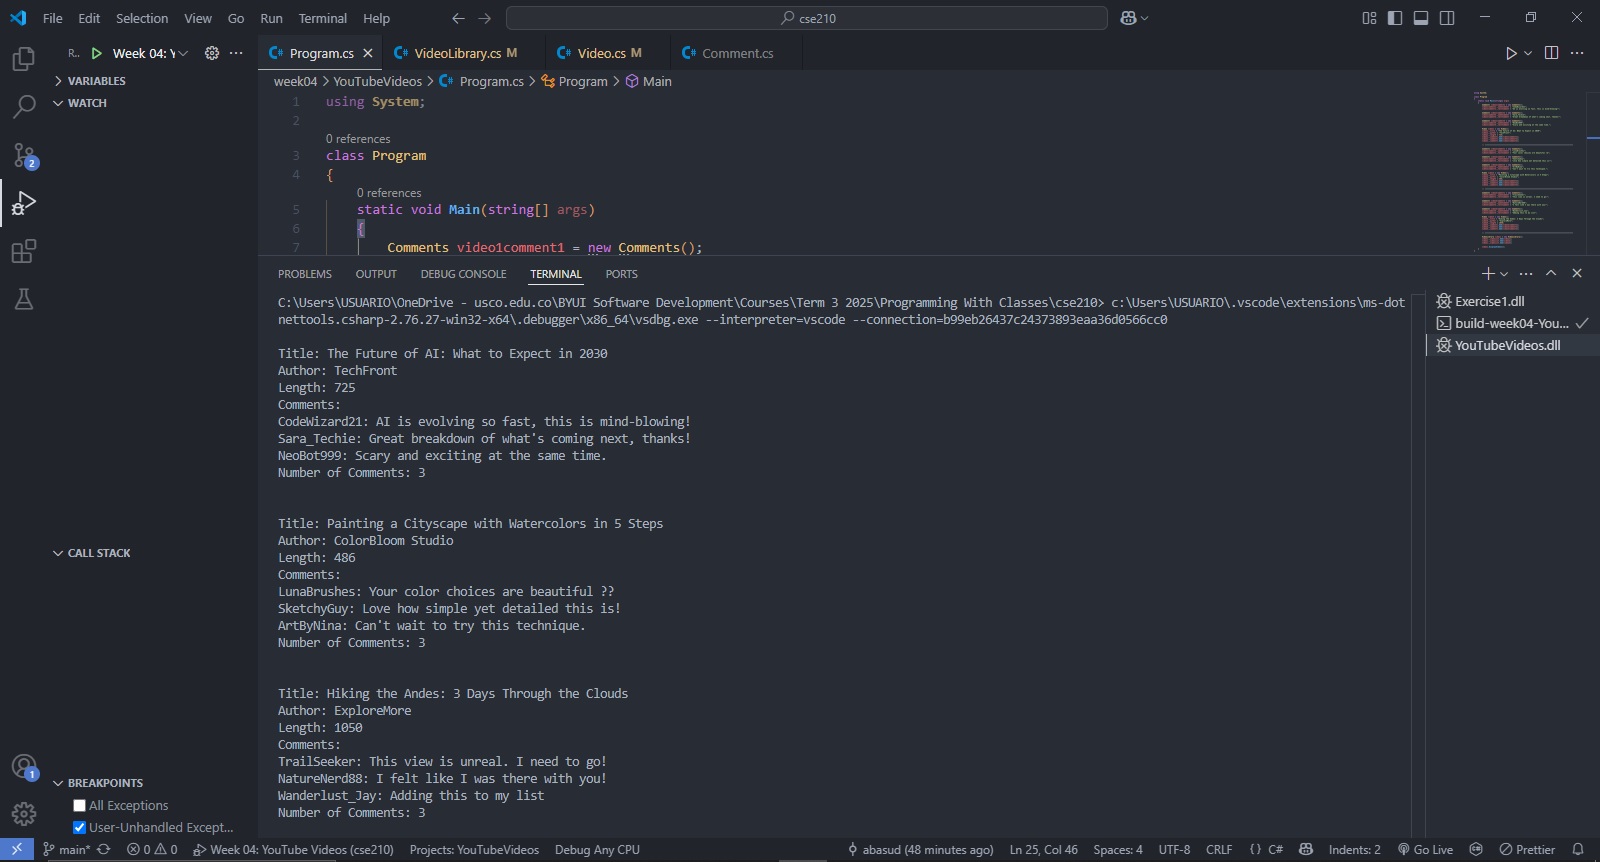 File Edit Selection View Go Run Terminal Help
cse210
R.. Week 04: Y
Program.cs
VideoLibrary.cs M
Video.cs M
Comment.cs
VARIABLES
WATCH
CALL STACK
BREAKPOINTS
All Exceptions
User-Unhandled Except...
2
1
week04 > YouTubeVideos > Program.cs > Program > Main
1 using System;
2
0 references
3 class Program
4 {
0 references
5 static void Main(string[] args)
6 {
7 Comments video1comment1 = new Comments();
PROBLEMS OUTPUT DEBUG CONSOLE TERMINAL PORTS
C:\Users\USUARIO\OneDrive - usco.edu.co\BYUI Software Development\Courses\Term 3 2025\Programming With Classes\cse210> c:\Users\USUARIO\.vscode\extensions\ms-dot
nettools.csharp-2.76.27-win32-x64\.debugger\x86_64\vsdbg.exe --interpreter=vscode --connection=b99eb26437c24373893eaa36d0566cc0
Title: The Future of AI: What to Expect in 2030
Author: TechFront
Length: 725
Comments:
CodeWizard21: AI is evolving so fast, this is mind-blowing!
Sara_Techie: Great breakdown of what's coming next, thanks!
NeoBot999: Scary and exciting at the same time.
Number of Comments: 3
Title: Painting a Cityscape with Watercolors in 5 Steps
Author: ColorBloom Studio
Length: 486
Comments:
LunaBrushes: Your color choices are beautiful ??
SketchyGuy: Love how simple yet detailed this is!
ArtByNina: Can't wait to try this technique.
Number of Comments: 3
Title: Hiking the Andes: 3 Days Through the Clouds
Author: ExploreMore
Length: 1050
Comments:
TrailSeeker: This view is unreal. I need to go!
NatureNerd88: I felt like I was there with you!
Wanderlust_Jay: Adding this to my list
Number of Comments: 3
Exercise1.dll
build-week04-You...
YouTubeVideos.dll
main* 0 0 Week 04: YouTube Videos (cse210) Projects: YouTubeVideos Debug Any CPU abasud (48 minutes ago) Ln 25, Col 46 Spaces: 4 UTF-8 CRLF {} C# Indents: 2 Go Live Prettier